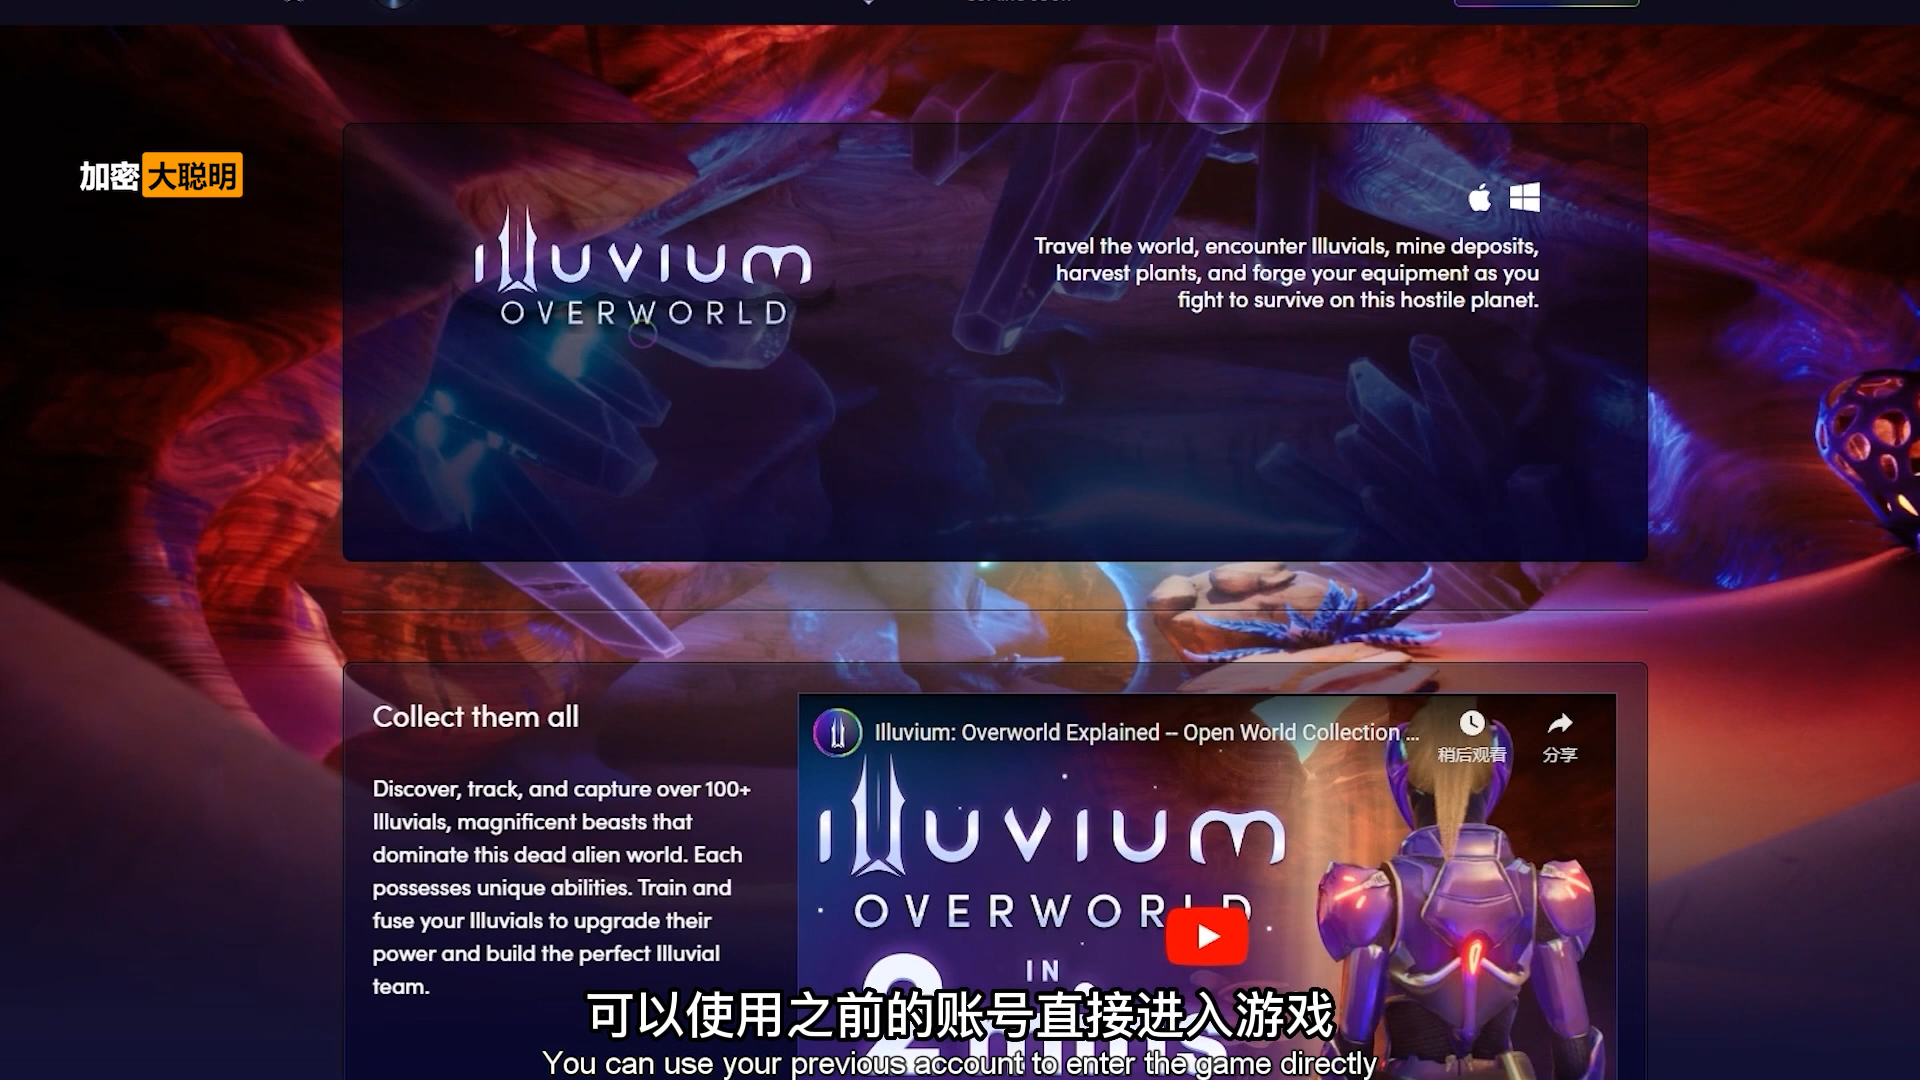 加密大聪明
ILLUVIUM
OVERWORLD
Travel the world, encounter Illuvials, mine deposits,
harvest plants, and forge your equipment as you
fight to survive on this hostile planet.
Collect them all
Discover, track, and capture over 100+
Illuvials, magnificent beasts that
dominate this dead alien world. Each
possesses unique abilities. Train and
fuse your Illuvials to upgrade their
power and build the perfect Illuvial
team.
Illuvium: Overworld Explained -- Open World Collection ...
稍后观看
分享
ILLUVIUM
OVERWORLD
IN
2 mins
可以使用之前的账号直接进入游戏
You can use your previous account to enter the game directly